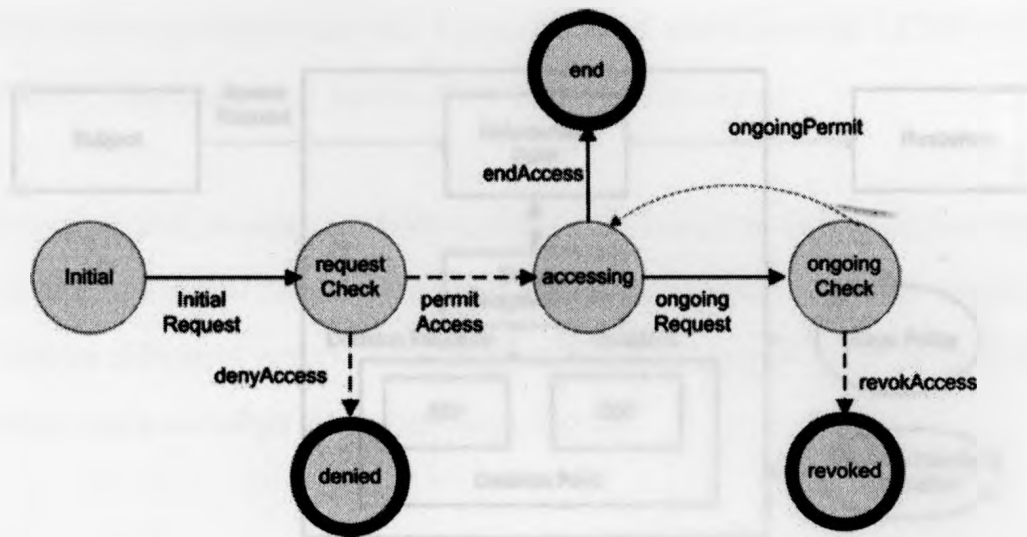 end
ongoingPermit
endAccess
Initial
request
Check
accessing
ongoing
Check
Initial
Request
permit
Access
ongoing
Request
denyAccess
revokAccess
denied
revoked
Subject